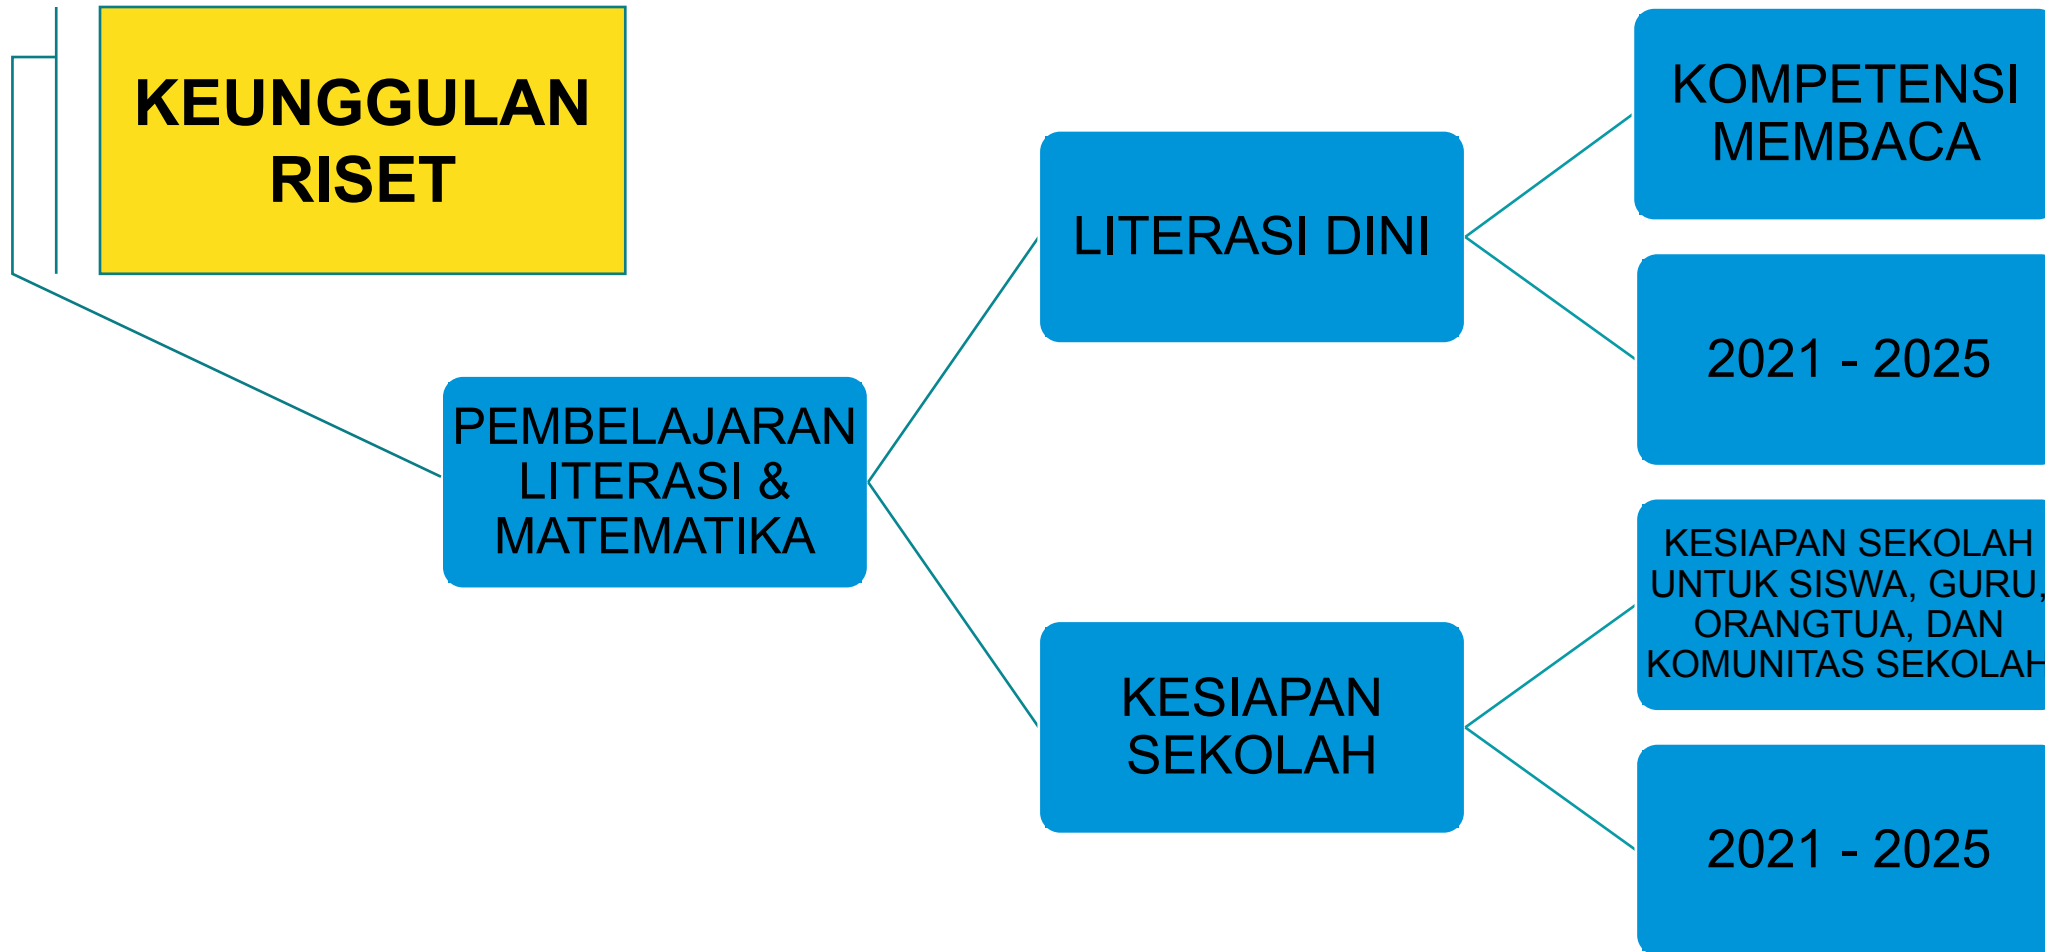 KEUNGGULAN
RISET
PEMBELAJARAN
LITERASI &
MATEMATIKA
LITERASI DINI
KOMPETENSI
MEMBACA
2021 - 2025
KESIAPAN
SEKOLAH
KESIAPAN SEKOLAH
UNTUK SISWA, GURU,
ORANGTUA, DAN
KOMUNITAS SEKOLAH
2021 - 2025